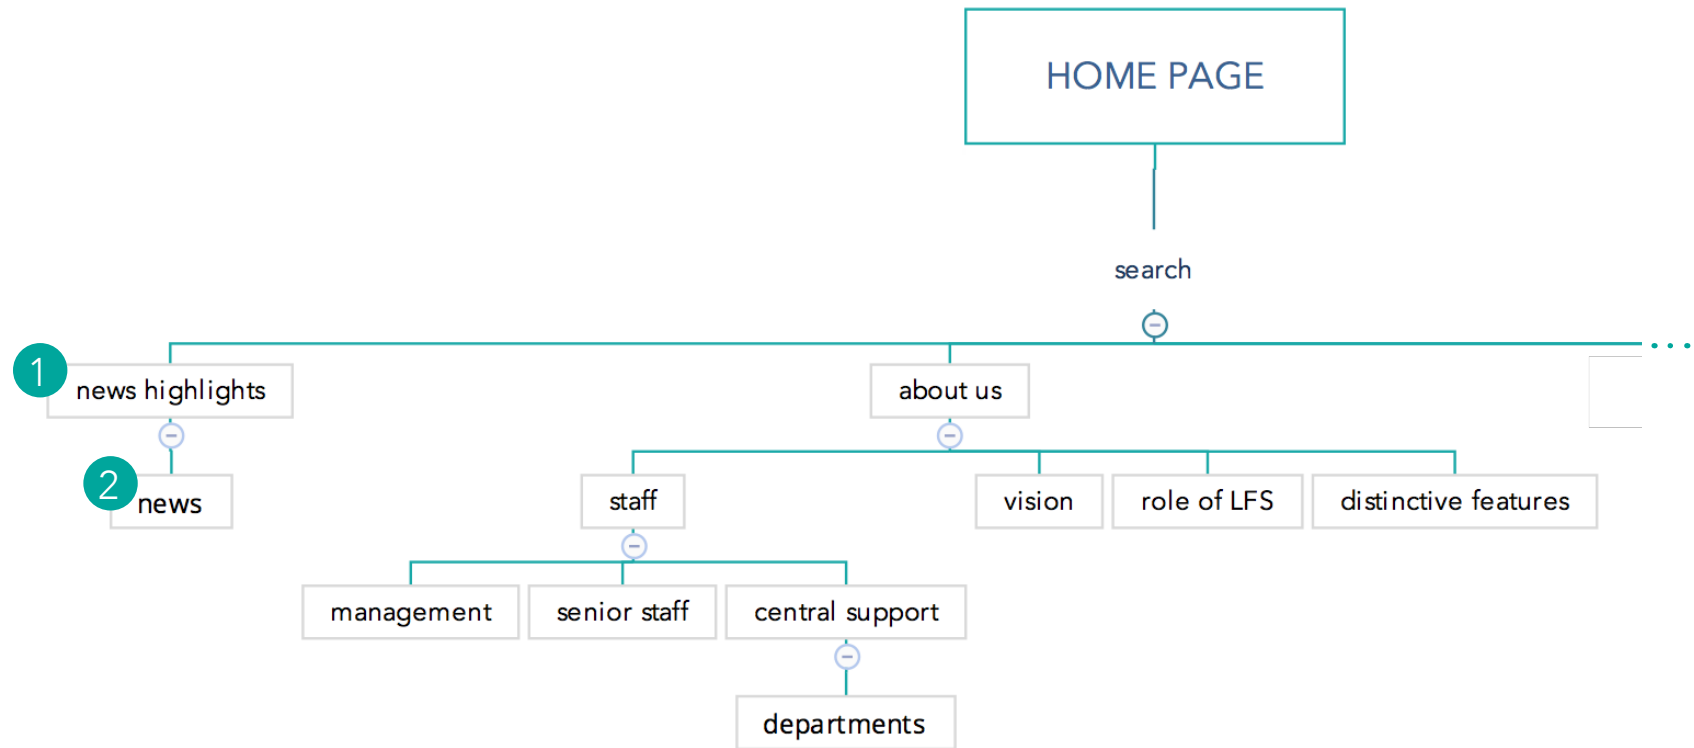 HOME PAGE
search
1
news highlights
about us
2
news
staff
vision
role of LFS
distinctive features
management
senior staff
central support
departments